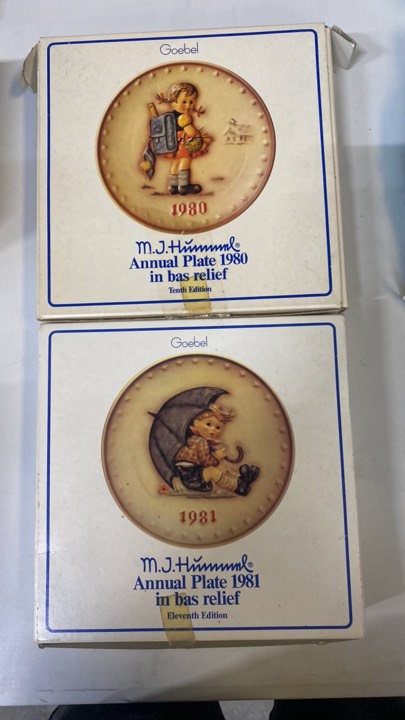 Goebel
1980
M.J.Hummel®
Annual Plate 1980
in bas relief
Tenth Edition
Goebel
1981
M.J.Hummel®
Annual Plate 1981
in bas relief
Eleventh Edition